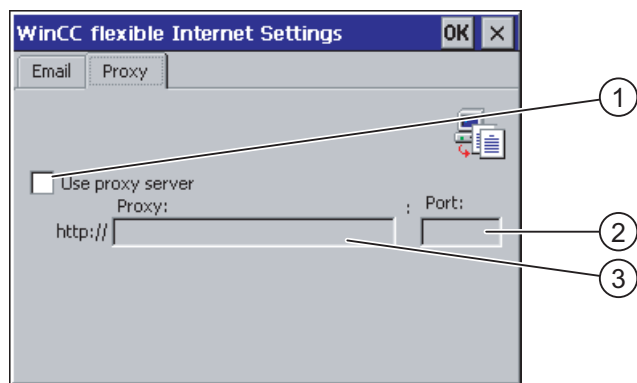 WinCC flexible Internet Settings OK ×
Email Proxy
1
Use proxy server
Proxy: : Port:
http://
2
3